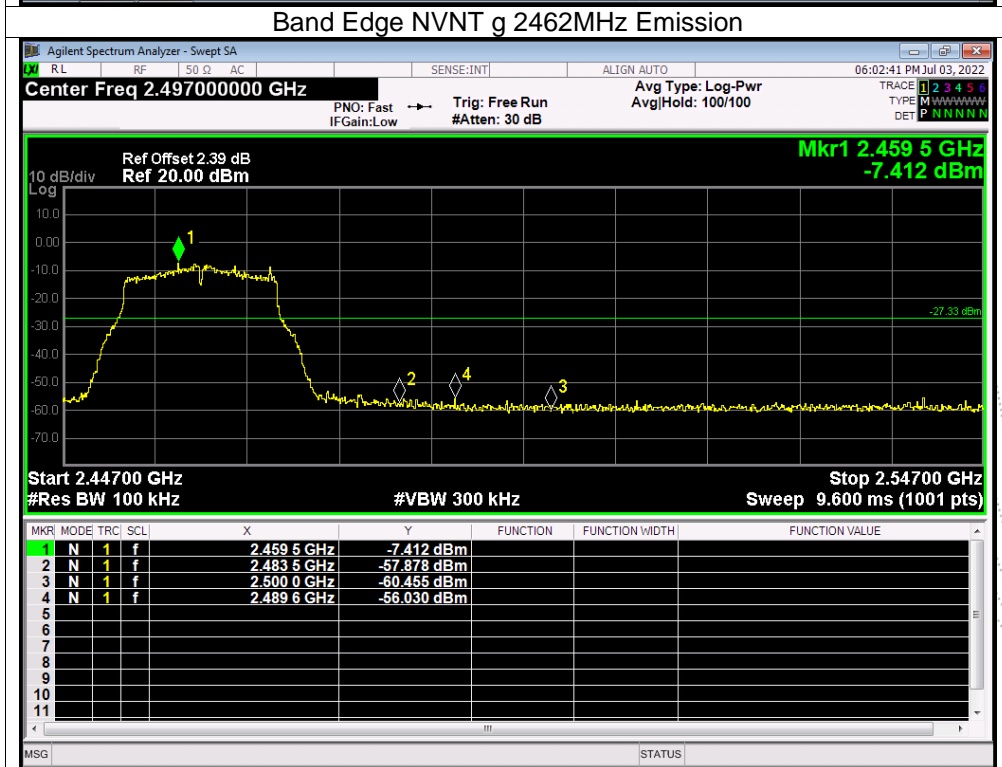 Band Edge NVNT g 2462MHz Emission
Agilent Spectrum Analyzer - Swept SA
LXI RL RF 50 Ω AC SENSE:INT ALIGN AUTO 06:02:41 PM Jul 03, 2022
Center Freq 2.497000000 GHz
PNO: Fast
IFGain:Low
Trig: Free Run
#Atten: 30 dB
Avg Type: Log-Pwr
Avg|Hold: 100/100
TRACE 1 2 3 4 5 6
TYPE M WWWWW
DET P N N N N N
Ref Offset 2.39 dB
Ref 20.00 dBm
10 dB/div
Log
Mkr1 2.459 5 GHz
-7.412 dBm
10.0
0.00
-10.0
-20.0
-30.0
-40.0
-50.0
-60.0
-70.0
1
2
4
3
-27.33 dBm
Start 2.44700 GHz Stop 2.54700 GHz
#Res BW 100 kHz #VBW 300 kHz Sweep 9.600 ms (1001 pts)
MKR MODE TRC SCL X Y FUNCTION FUNCTION WIDTH FUNCTION VALUE
1 N 1 f 2.459 5 GHz -7.412 dBm
2 N 1 f 2.483 5 GHz -57.878 dBm
3 N 1 f 2.500 0 GHz -60.455 dBm
4 N 1 f 2.489 6 GHz -56.030 dBm
5
6
7
8
9
10
11
MSG STATUS